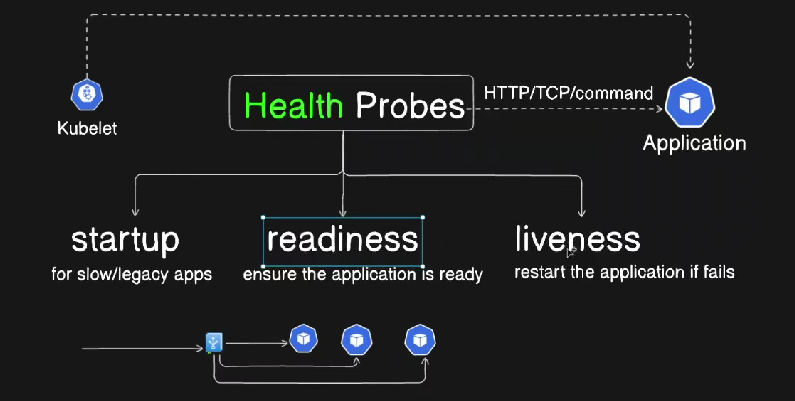 Health Probes
HTTP/TCP/command
Kubelet
Application
startup
readiness
liveness
for slow/legacy apps
ensure the application is ready
restart the application if fails